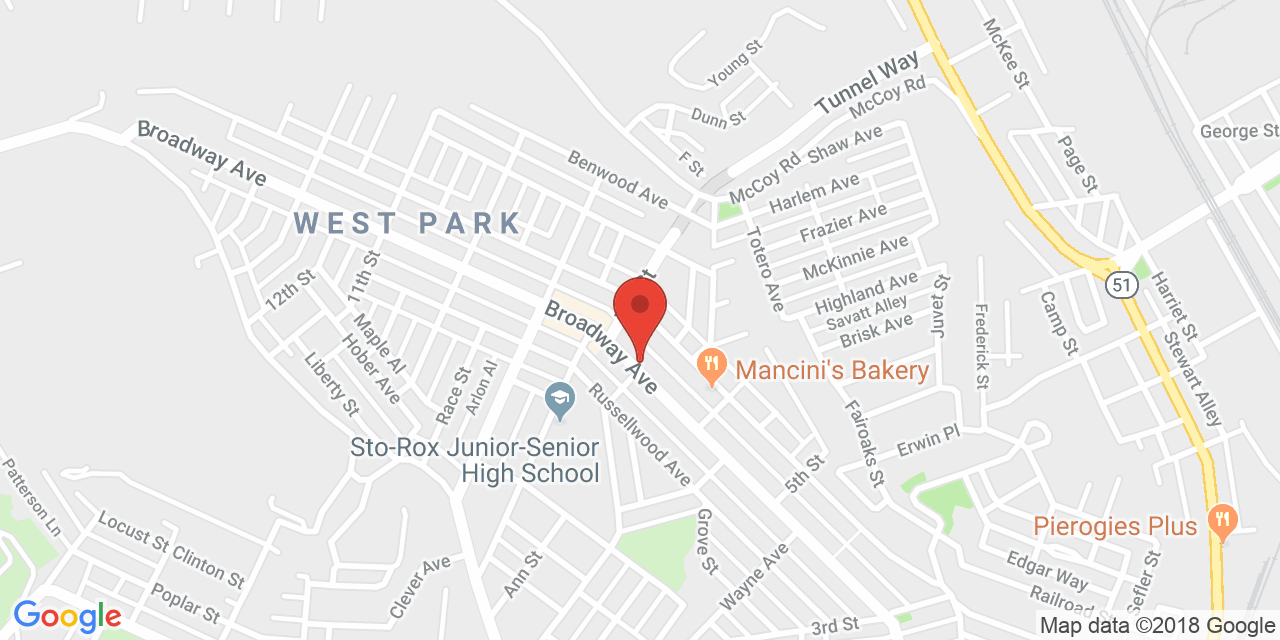 McKee St
Young St
Tunnel Way
McCoy Rd
Dunn St
George St
Broadway Ave
Shaw Ave
F St
Page St
Benwood Ave
McCoy Rd
Harlem Ave
WEST PARK
Frazier Ave
Totero Ave
McKinnie Ave
11th St
12th St
Highland Ave
Savatt Alley
Brisk Ave
Juvet St
51
Harriet St
Camp St
Frederick St
Stewart Alley
Broadway Ave
Maple Al
Hober Ave
Liberty St
Race St
Arlon Al
Mancini's Bakery
Russellwood Ave
Fairoaks St
Erwin Pl
Sto-Rox Junior-Senior
High School
5th St
Patterson Ln
Locust St
Clinton St
Poplar St
Clever Ave
Ann St
Grove St
Wayne Ave
Pierogies Plus
Edgar Way
Railroad S
Sefler St
3rd St
Google
Map data ©2018 Google